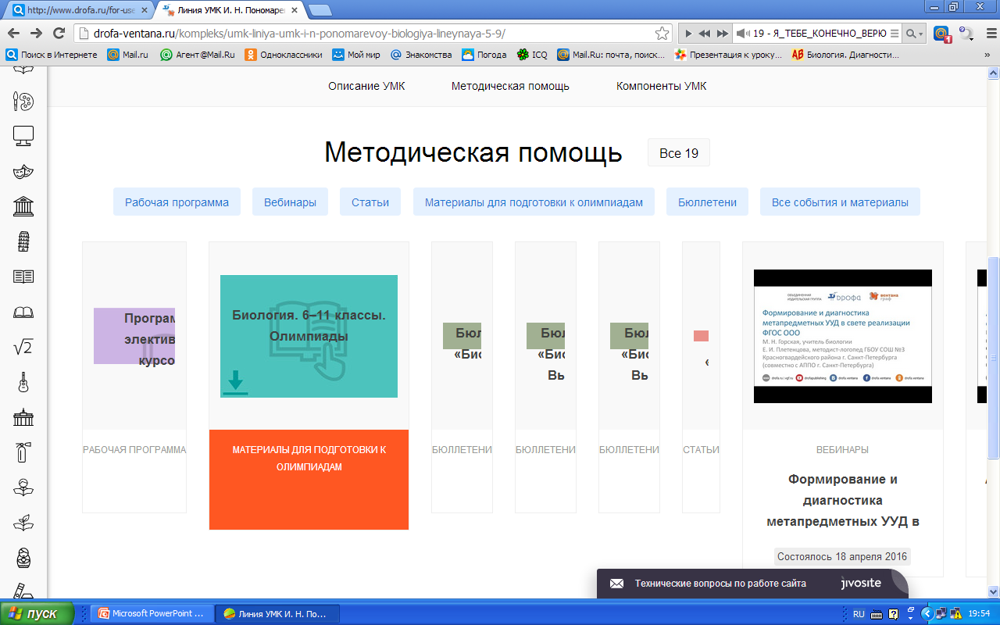 http://www.drofa.ru/for-use
Линия УМК И. Н. Пономаре
drofa-ventana.ru/kompleks/umk-liniya-umk-i-n-ponomarevoy-biologiya-lineynaya-5-9/
19 - Я_ТЕБЕ_КОНЕЧНО_ВЕРЮ
1
Поиск в Интернете
Mail.ru
Агент@Mail.Ru
Одноклассники
Мой мир
Знакомства
Погода
ICQ
Mail.Ru: почта, поиск...
Презентация к уроку...
Биология. Диагности...
»
Описание УМК
Методическая помощь
Компоненты УМК
Методическая помощь
Все 19
Рабочая программа
Вебинары
Статьи
Материалы для подготовки к олимпиадам
Бюллетени
Все события и материалы
Програм
электив
курсо
РАБОЧАЯ ПРОГРАММА
Биология. 6–11 классы.
Олимпиады
МАТЕРИАЛЫ ДЛЯ ПОДГОТОВКИ К
ОЛИМПИАДАМ
Бюл
«Бис
БЮЛЛЕТЕНИ
Бюл
«Бис
Вы
БЮЛЛЕТЕНИ
Бюл
«Бис
Вы
БЮЛЛЕТЕНИ
«
СТАТЬИ
ОБЪЕДИНЕННАЯ
ИЗДАТЕЛЬСКАЯ ГРУППА
дрофа
вентана
граф
Формирование и диагностика
метапредметных УУД в свете реализации
ФГОС ООО
М. Н. Горская, учитель биологии
Е. И. Плетенцова, методист-логопед ГБОУ СОШ №3
Красногвардейского района г. Санкт-Петербурга
(совместно с АППО г. Санкт-Петербурга)
drofa.ru | vgf.ru
drofapublishing
drofa.ventana
drofa.ventana
drofa.ventana
ВЕБИНАРЫ
Формирование и
диагностика
метапредметных УУД в
Состоялось 18 апреля 2016
Технические вопросы по работе сайта
jivosite
пуск
Microsoft PowerPoint ...
Линия УМК И. Н. По...
RU
19:54